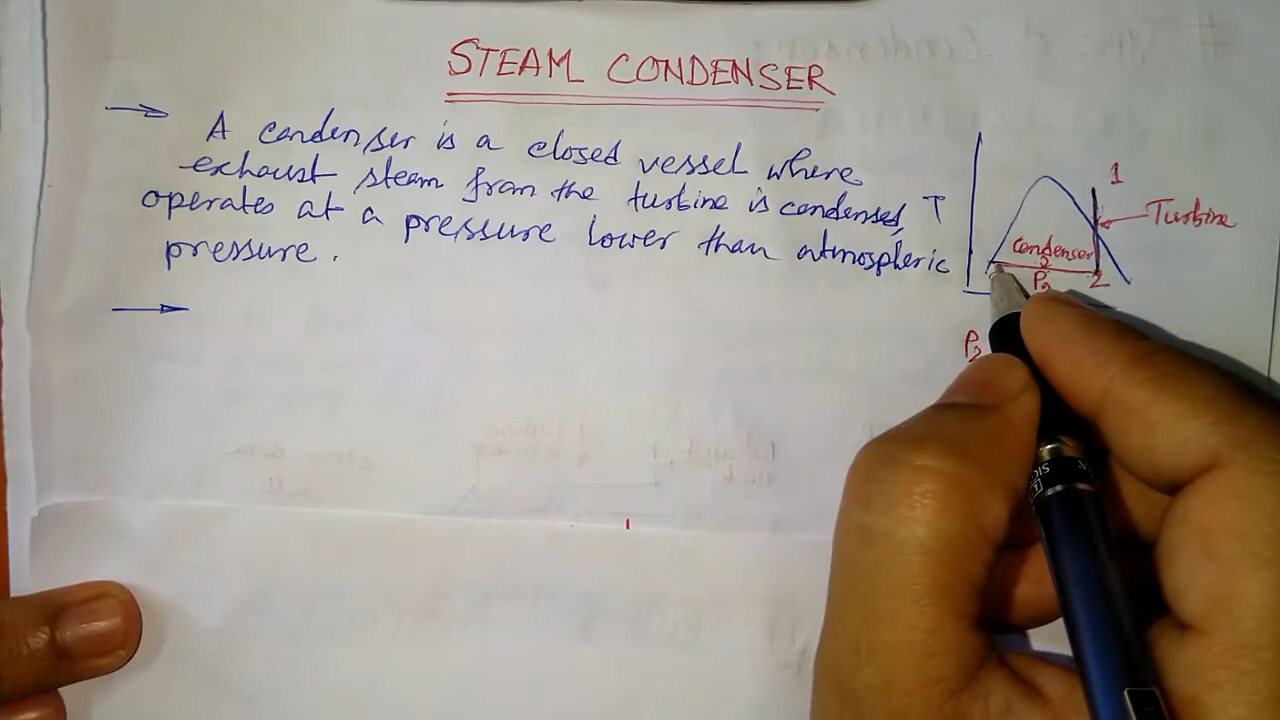 STEAM CONDENSER
A condenser is a closed vessel where
exhaust steam from the turbine is condensed,
operates at a pressure lower than atmospheric
pressure.
T
1
Turbine
Condenser
P2
2
P2